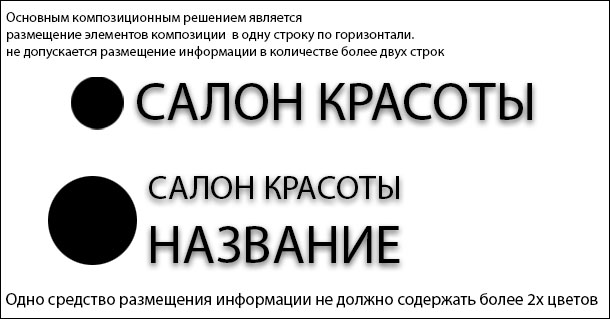 Основным композиционным решением является
размещение элементов композиции в одну строку по горизонтали.
не допускается размещение информации в количестве более двух строк
САЛОН КРАСОТЫ
САЛОН КРАСОТЫ
НАЗВАНИЕ
Одно средство размещения информации не должно содержать более 2х цветов